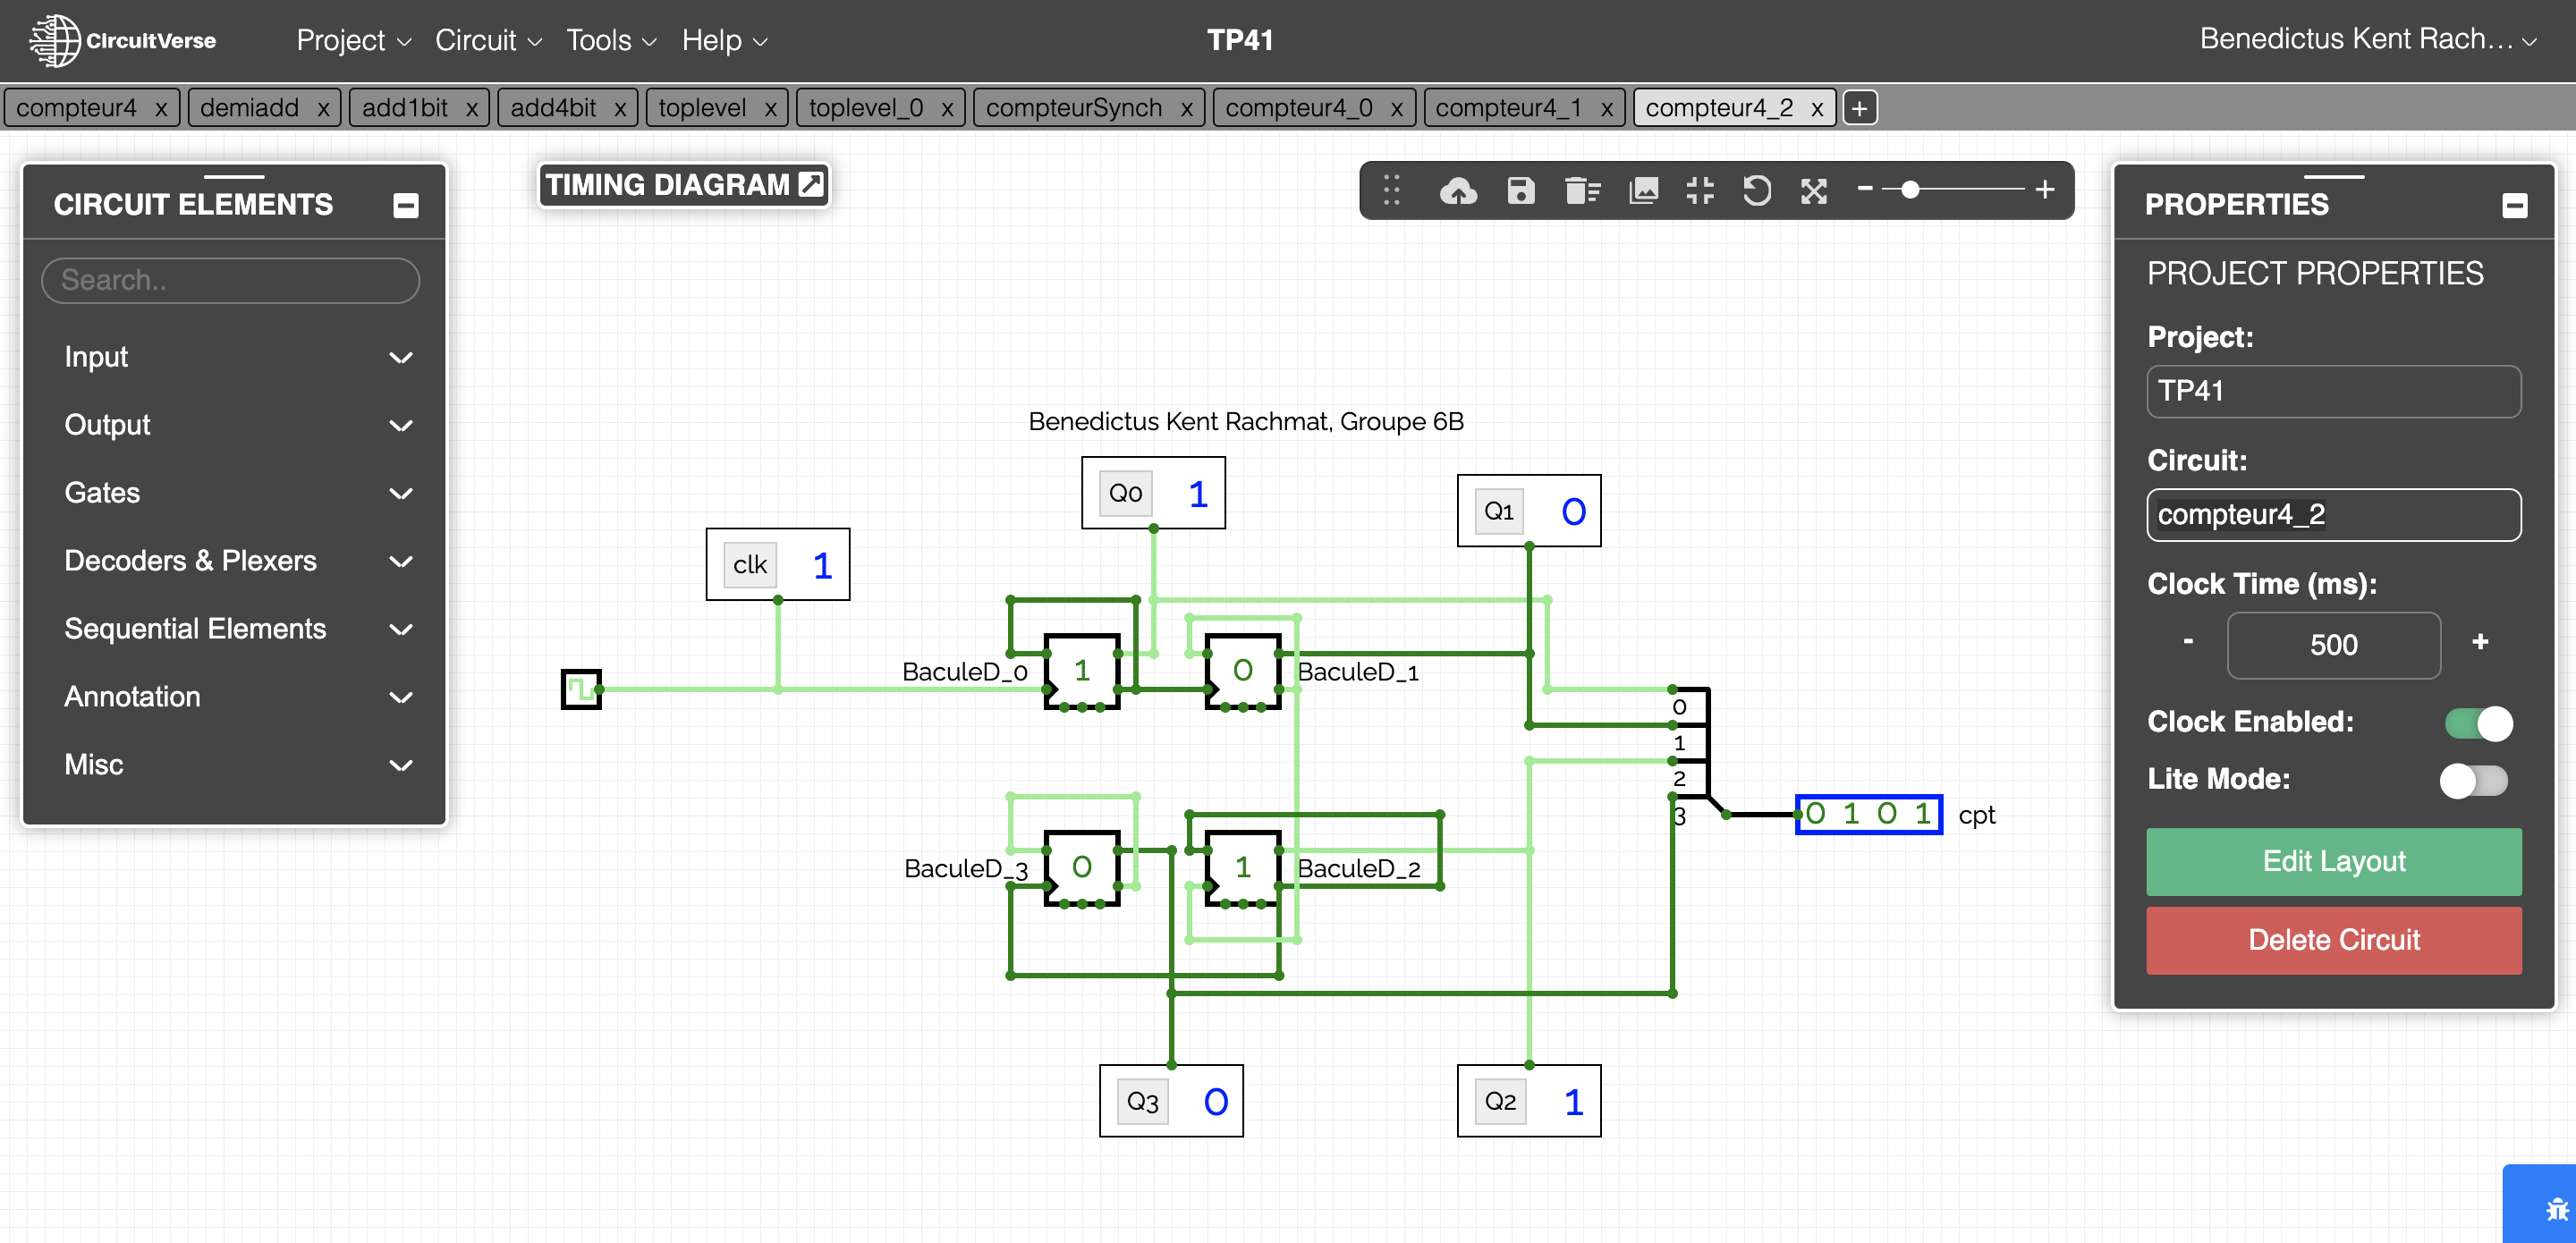 CircuitVerse
Project Circuit Tools Help
TP41
Benedictus Kent Rach...
compteur4 x demiadd x add1bit x add4bit x toplevel x toplevel_0 x compteurSynch x compteur4_0 x compteur4_1 x compteur4_2 x +
CIRCUIT ELEMENTS
Search..
Input
Output
Gates
Decoders & Plexers
Sequential Elements
Annotation
Misc
TIMING DIAGRAM
- +
Benedictus Kent Rachmat, Groupe 6B
Q0 1
Q1 0
clk 1
BaculeD_0 1
0 BaculeD_1
0
1
2
3
0 1 0 1 cpt
BaculeD_3 0
1 BaculeD_2
Q3 0
Q2 1
PROPERTIES
PROJECT PROPERTIES
Project:
TP41
Circuit:
compteur4_2
Clock Time (ms):
- 500 +
Clock Enabled:
Lite Mode:
Edit Layout
Delete Circuit